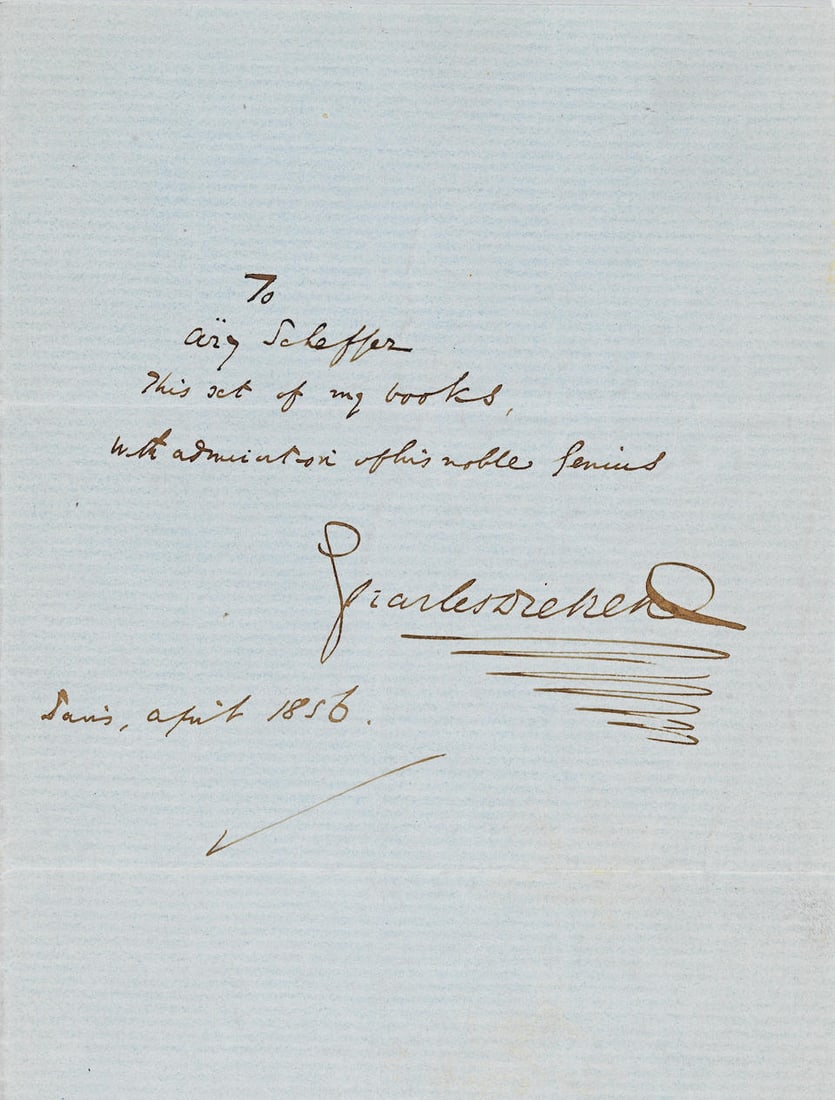 To
Ary Scheffer
This set of my books,
with admiration of his noble Genius
Charles Dickens
Paris, April 1856.